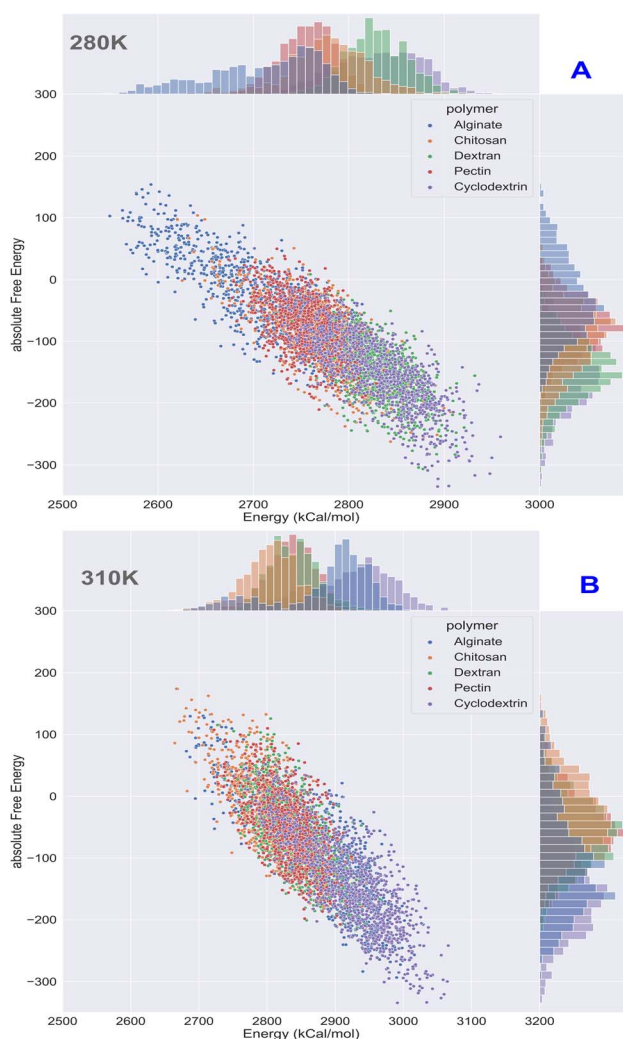 280K
A
300
200
100
0
−100
−200
−300
absolute Free Energy
polymer
Alginate
Chitosan
Dextran
Pectin
Cyclodextrin
2500 2600 2700 2800 2900 3000
Energy (kCal/mol)
310K
B
300
200
100
0
−100
−200
−300
absolute Free Energy
polymer
Alginate
Chitosan
Dextran
Pectin
Cyclodextrin
2500 2600 2700 2800 2900 3000 3100 3200
Energy (kCal/mol)